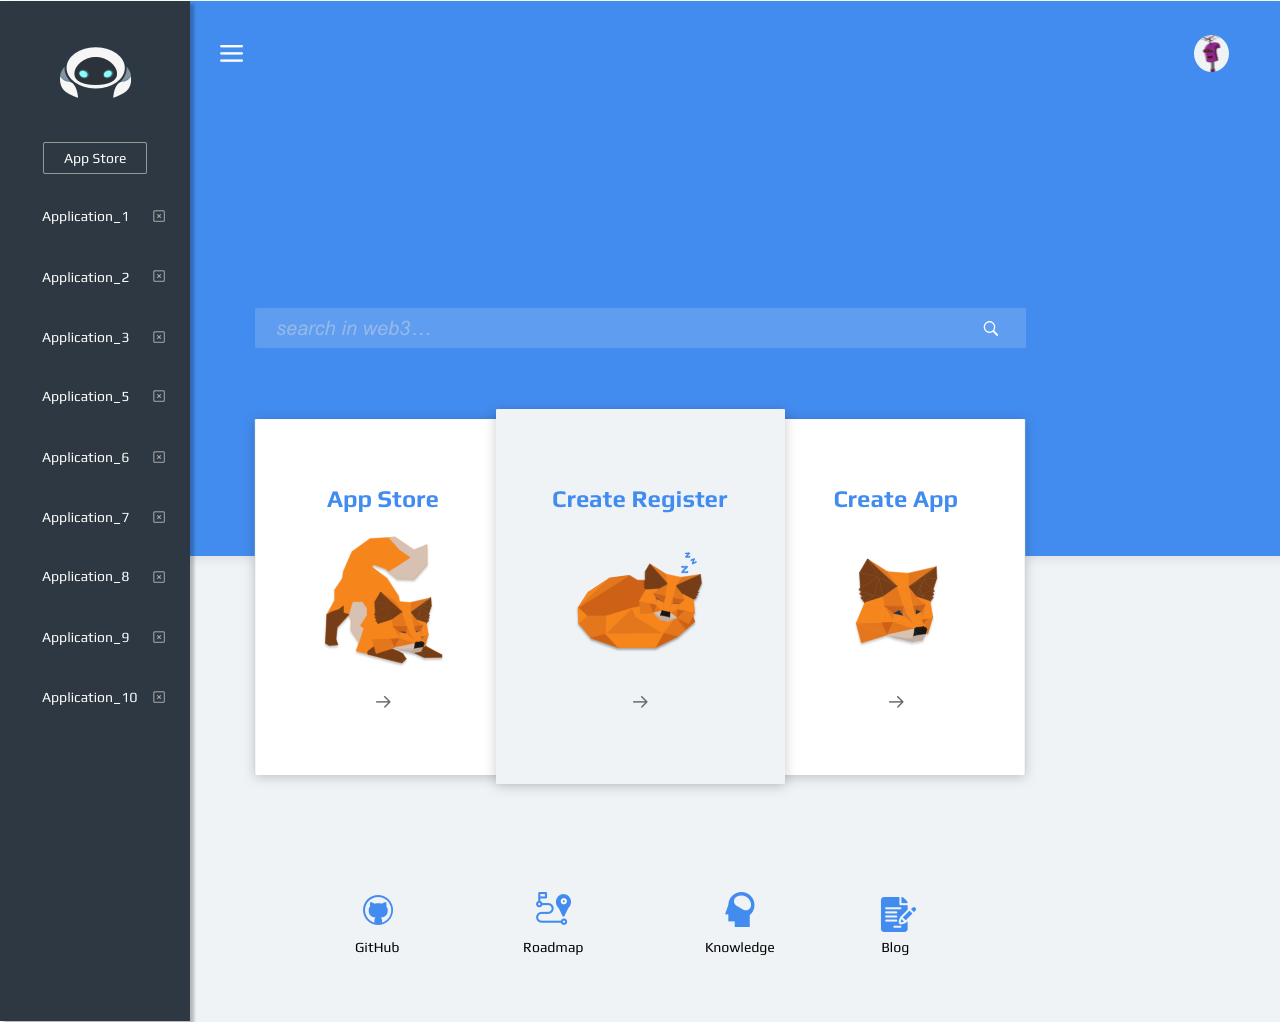 App Store
Application_1
Application_2
Application_3
Application_5
Application_6
Application_7
Application_8
Application_9
Application_10
search in web3...
App Store
Create Register
Create App
z z z z
GitHub
Roadmap
Knowledge
Blog